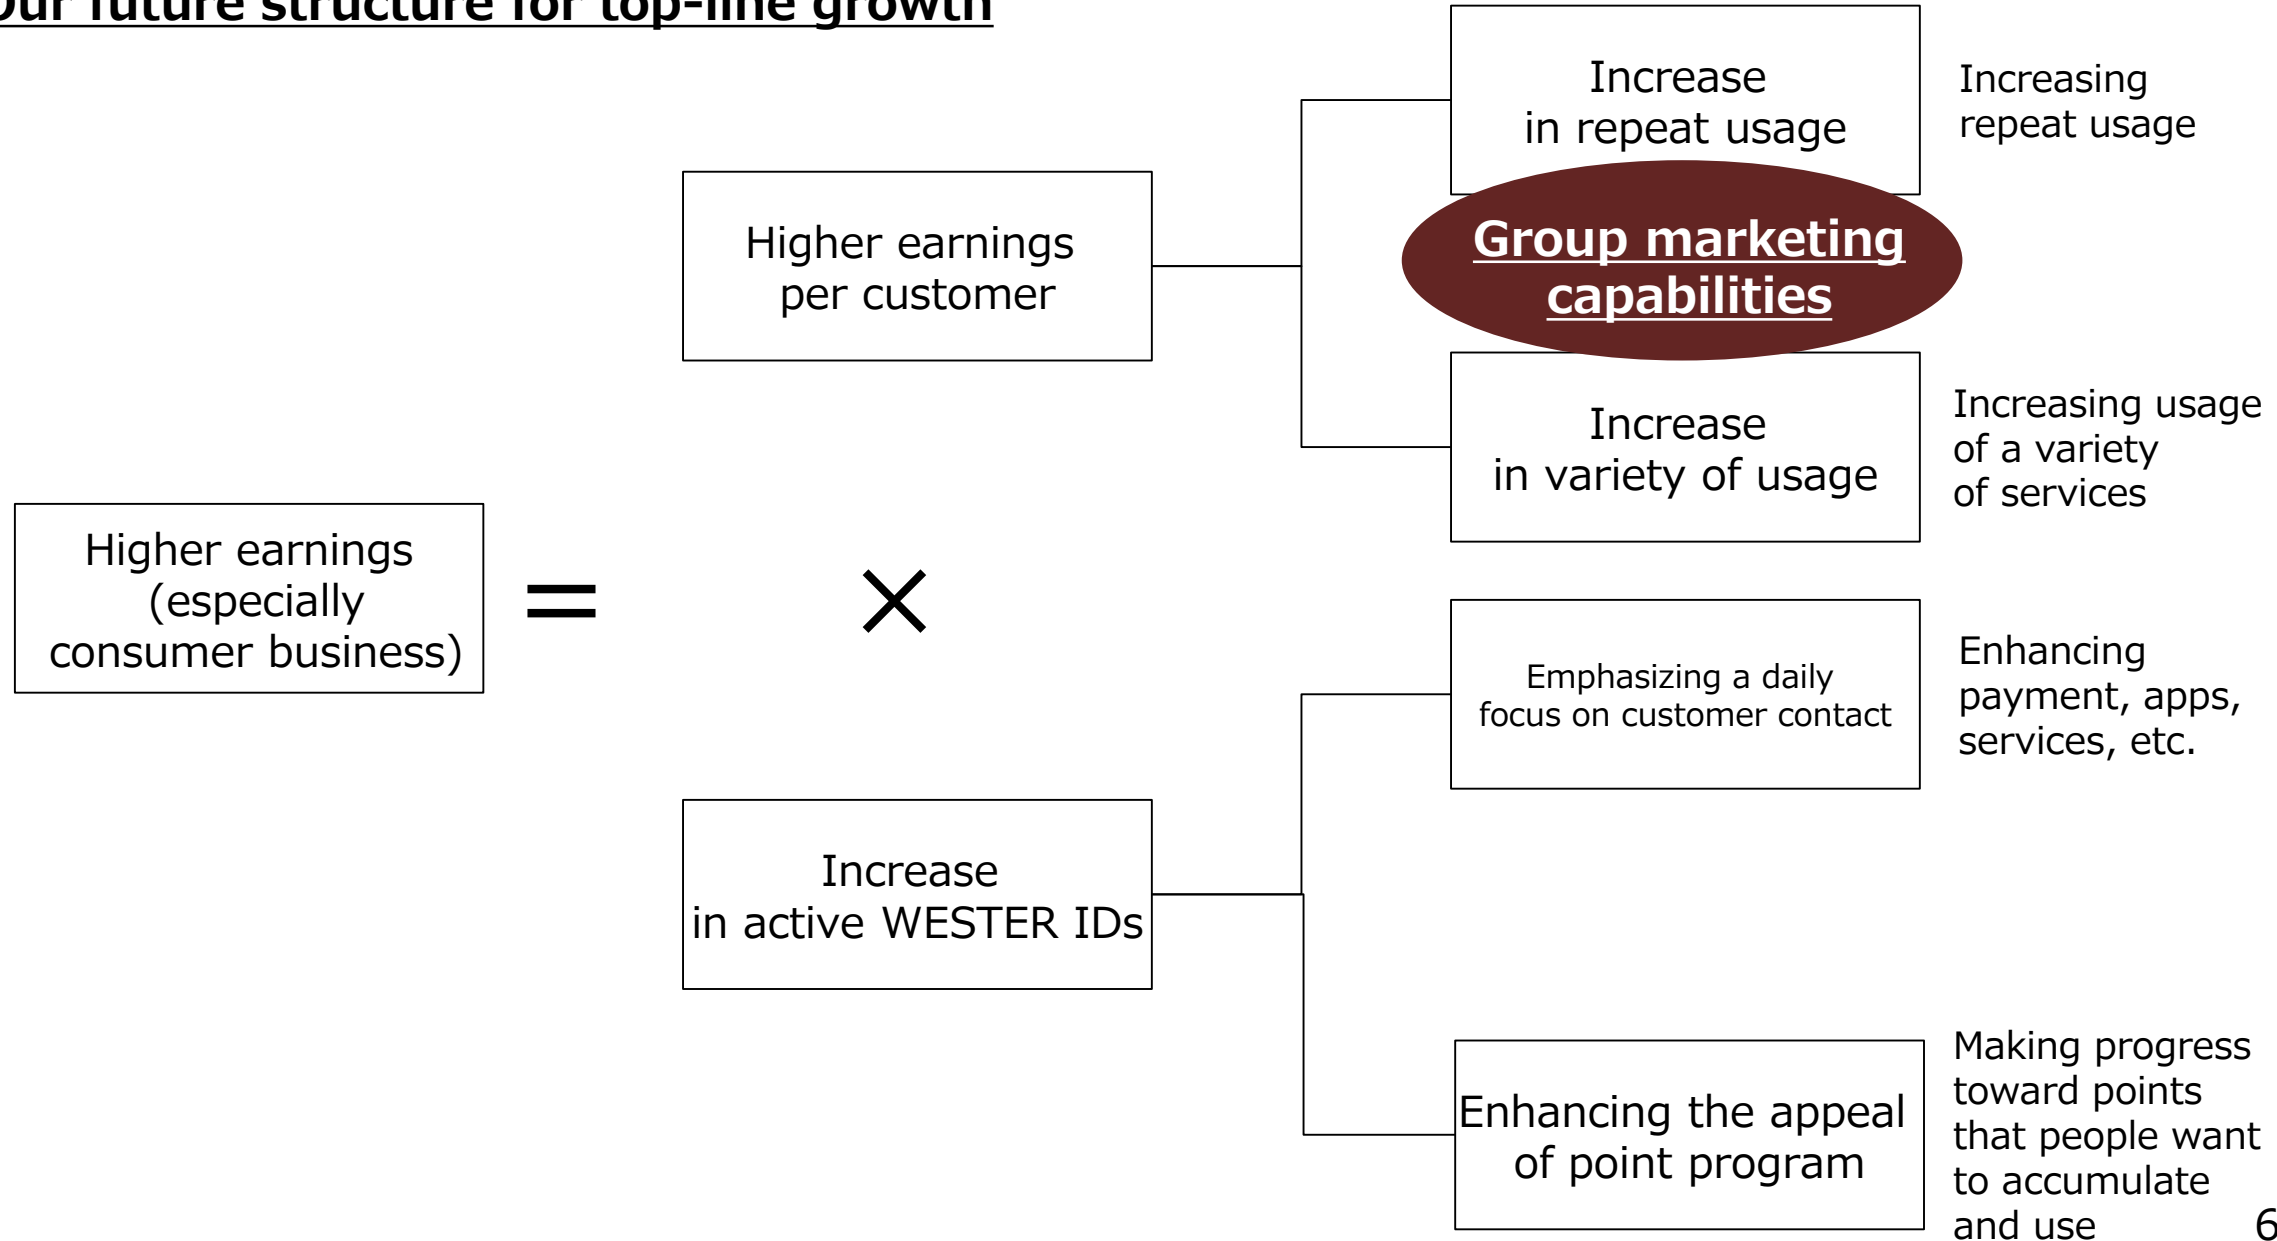 Our future structure for top-line growth
Increase
in repeat usage
Increasing
repeat usage
Higher earnings
per customer
Group marketing
capabilities
Increase
in variety of usage
Increasing usage
of a variety
of services
Higher earnings
(especially
consumer business)
=
×
Emphasizing a daily
focus on customer contact
Enhancing
payment, apps,
services, etc.
Increase
in active WESTER IDs
Enhancing the appeal
of point program
Making progress
toward points
that people want
to accumulate
and use
6